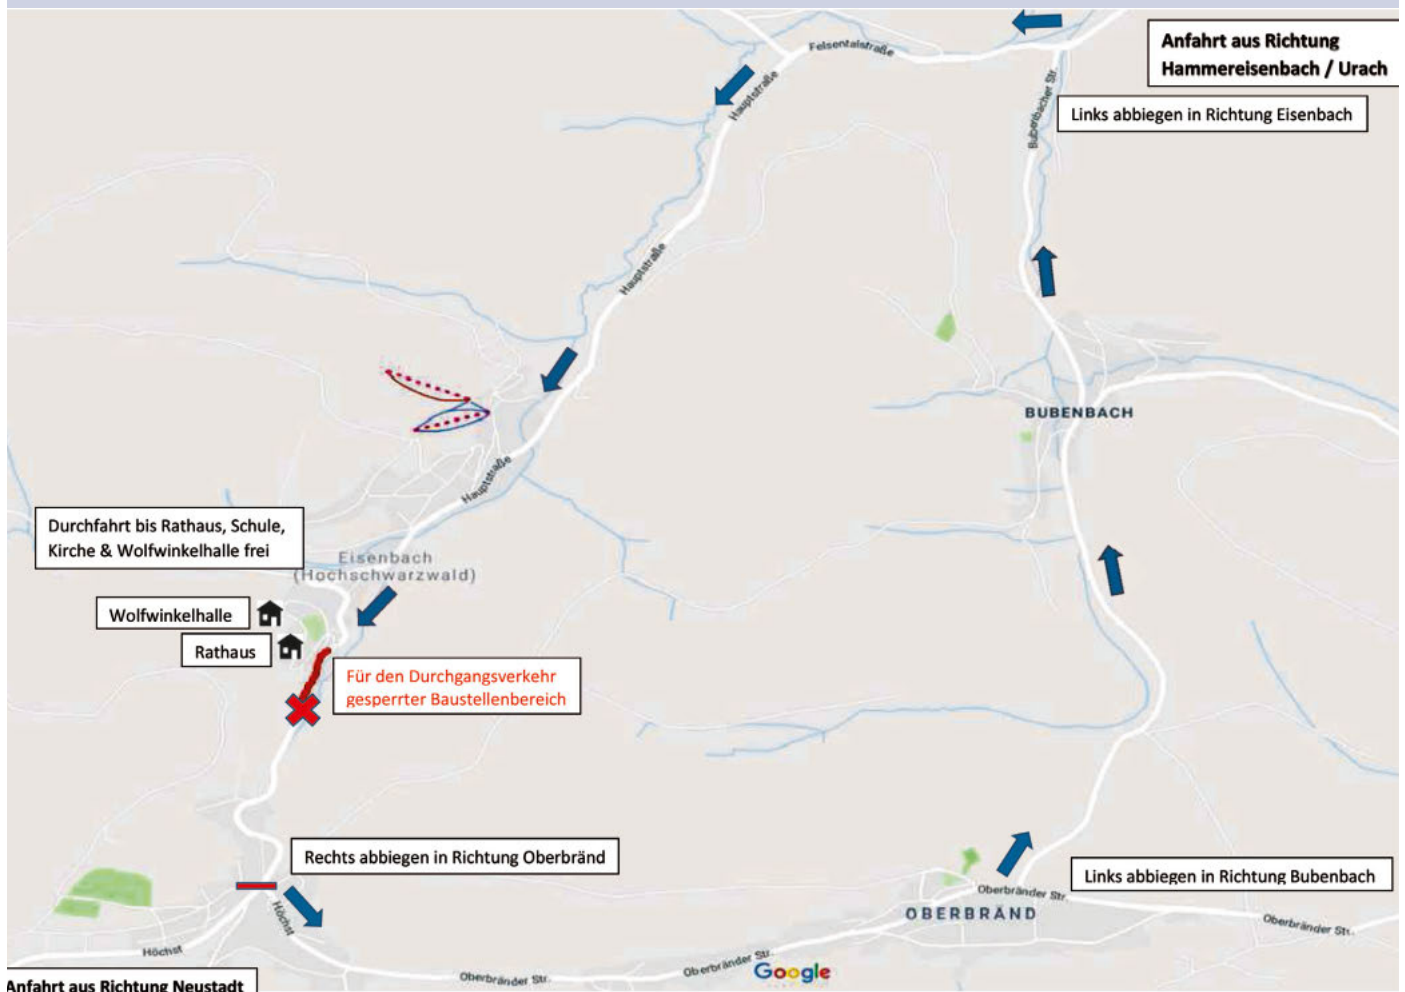 Felsentalstraße
Anfahrt aus Richtung
Hammereisenbach / Urach
Hauptstraße
Bubenbacher Str.
Links abbiegen in Richtung Eisenbach
Hauptstraße
BUBENBACH
Hauptstraße
Durchfahrt bis Rathaus, Schule,
Kirche & Wolfwinkelhalle frei
Eisenbach
(Hochschwarzwald)
Wolfwinkelhalle
Rathaus
Für den Durchgangsverkehr
gesperrter Baustellenbereich
Rechts abbiegen in Richtung Oberbränd
Links abbiegen in Richtung Bubenbach
Oberbränder Str.
OBERBRÄND
Oberbränder Str.
Höchst
Höchst
Oberbränder Str.
Oberbränder Str.
Google
Anfahrt aus Richtung Neustadt